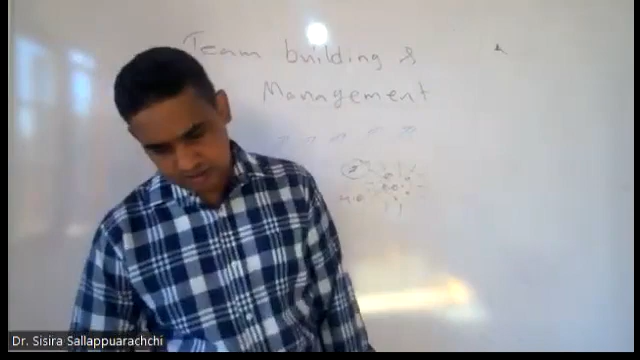 Team building &
Management
Dr. Sisira Sallappuarachchi